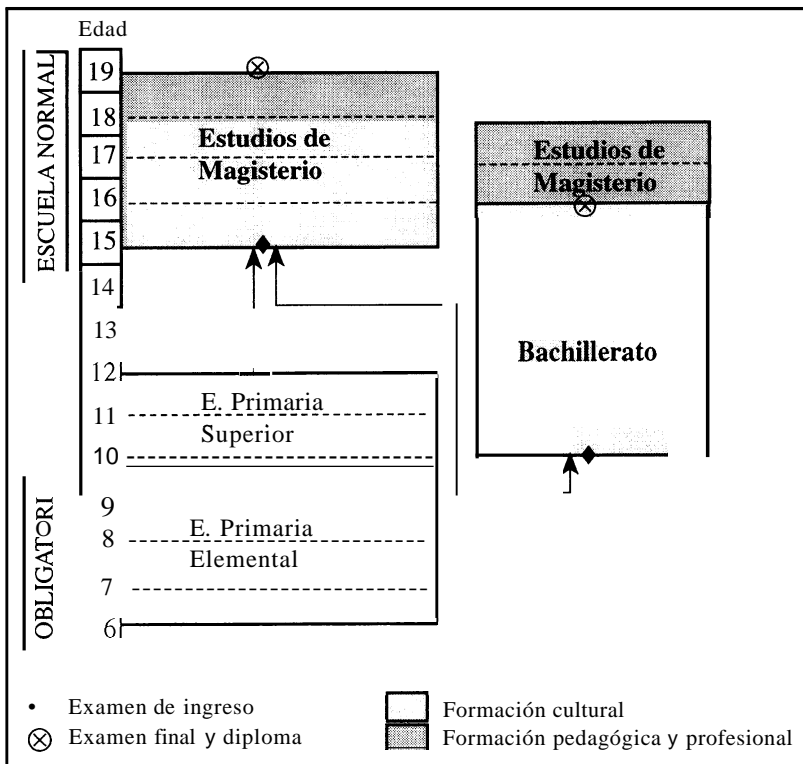 Edad
ESCUELA NORMAL
19
18
17
16
15
14
13
12
11
10
9
8
7
6
OBLIGATORI
Estudios de
Magisterio
E. Primaria
Superior
E. Primaria
Elemental
Estudios de
Magisterio
Bachillerato
• Examen de ingreso
⊗ Examen final y diploma
Formación cultural
Formación pedagógica y profesional